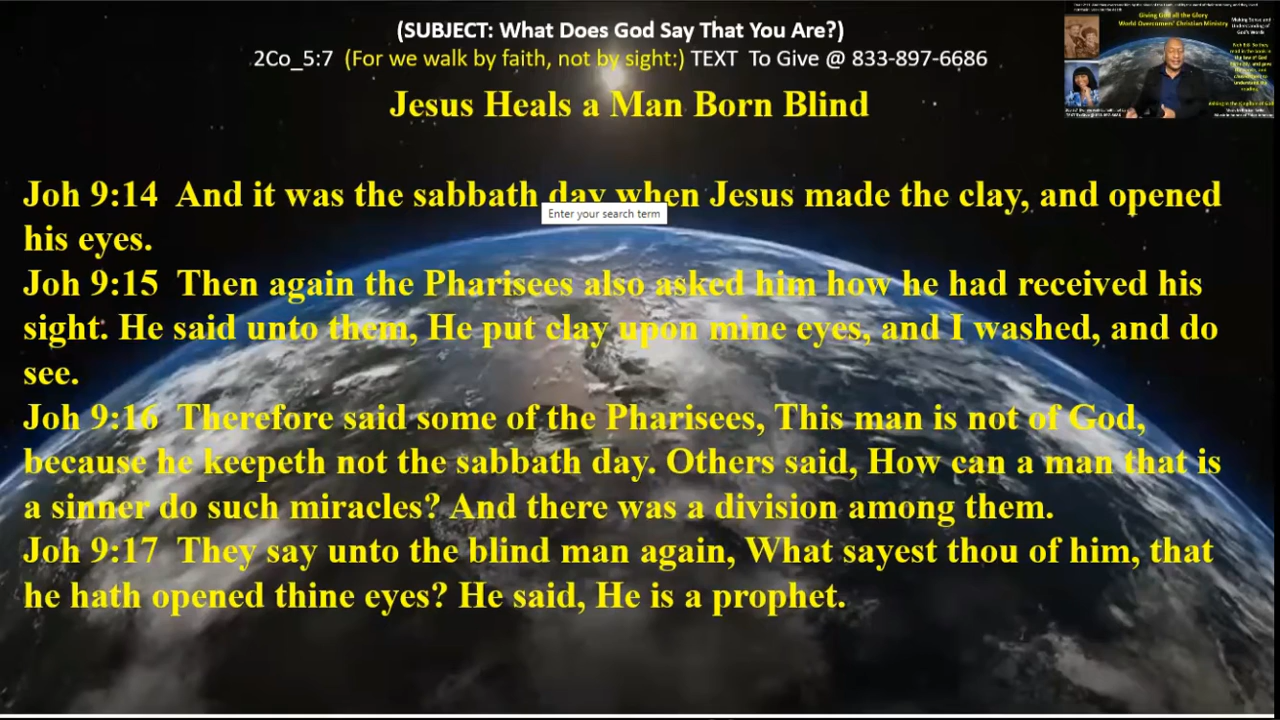 (SUBJECT: What Does God Say That You Are?)
2Co_5:7 (For we walk by faith, not by sight:) TEXT To Give @ 833-897-6686
Jesus Heals a Man Born Blind
Giving God all the Glory
World Overcomers' Christian Ministry
Making Sense and
Understanding of
God's Words
Joh 9:14 And it was the sabbath day when Jesus made the clay, and opened
Enter your search term
his eyes.
Joh 9:15 Then again the Pharisees also asked him how he had received his
sight. He said unto them, He put clay upon mine eyes, and I washed, and do
see.
Joh 9:16 Therefore said some of the Pharisees, This man is not of God,
because he keepeth not the sabbath day. Others said, How can a man that is
a sinner do such miracles? And there was a division among them.
Joh 9:17 They say unto the blind man again, What sayest thou of him, that
he hath opened thine eyes? He said, He is a prophet.